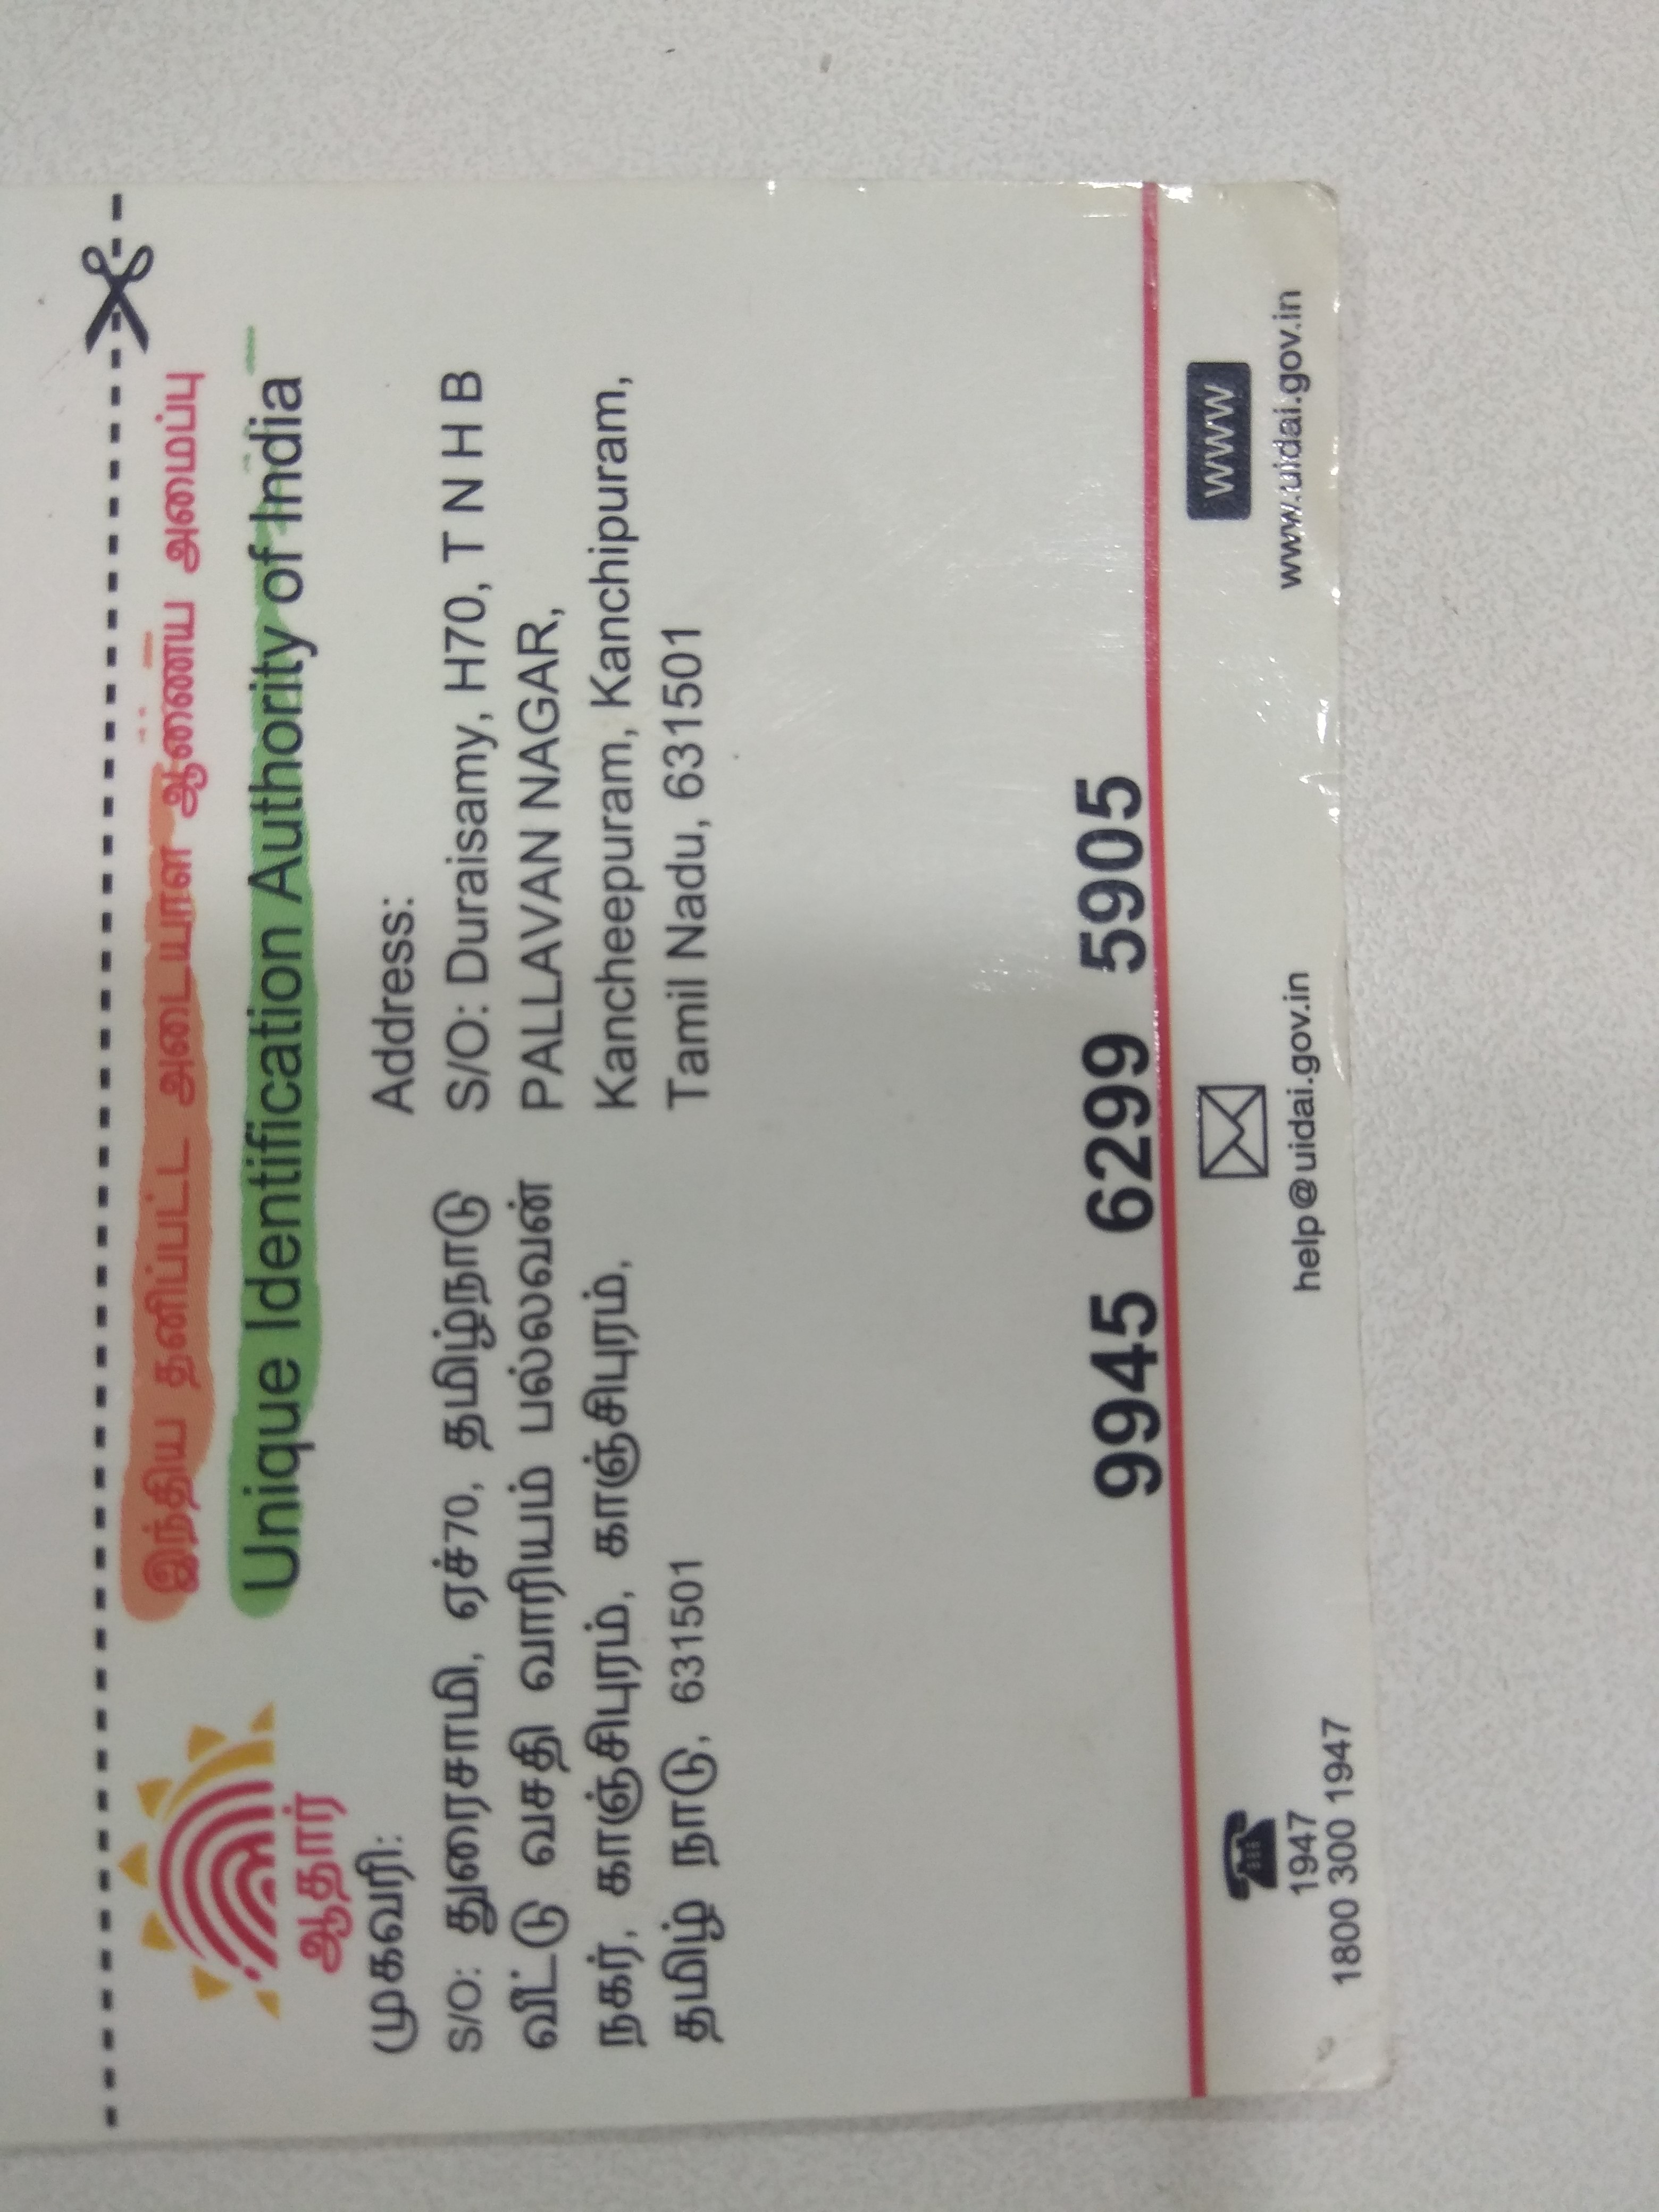 இந்திய தனிப்பட்ட அடையாள ஆணைய அமைப்பு
Unique Identification Authority of India
ஆதார்
முகவரி:
S/O: துரைசாமி, ஏச்70, தமிழ்நாடு
வீட்டு வசதி வாரியம் பல்லவன்
நகர், காஞ்சிபுரம், காஞ்சிபுரம்,
தமிழ் நாடு, 631501
Address:
S/O: Duraisamy, H70, T N H B
PALLAVAN NAGAR,
Kancheepuram, Kanchipuram,
Tamil Nadu, 631501
9945 6299 5905
1947
1800 300 1947
help@uidai.gov.in
WWW
www.uidai.gov.in